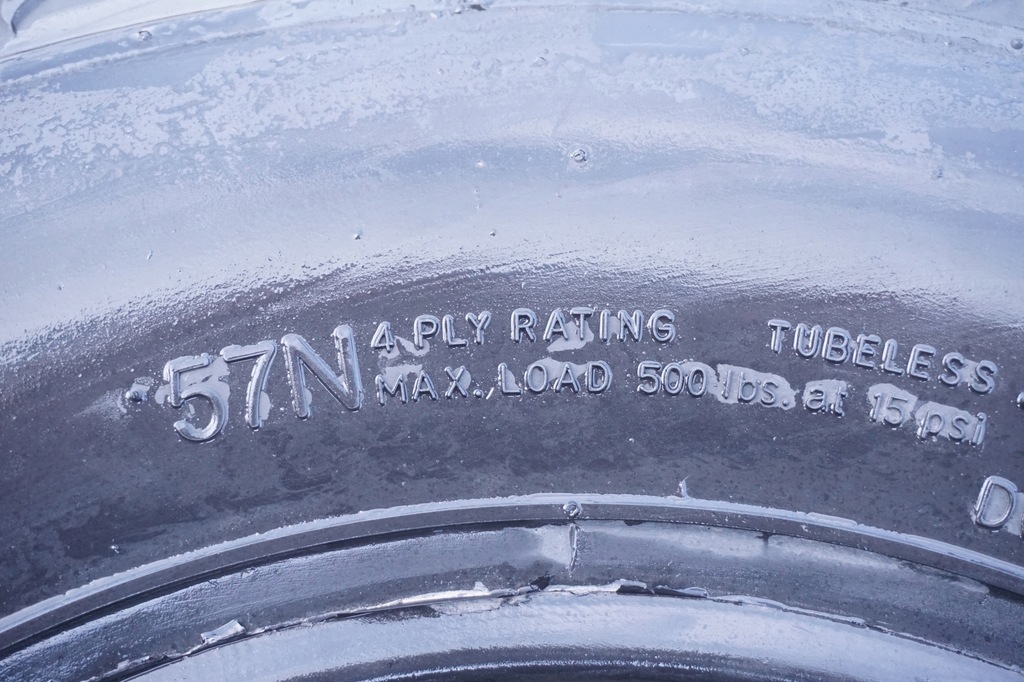 57N
4 PLY RATING TUBELESS
MAX. LOAD 500 lbs. at 15 psi
D